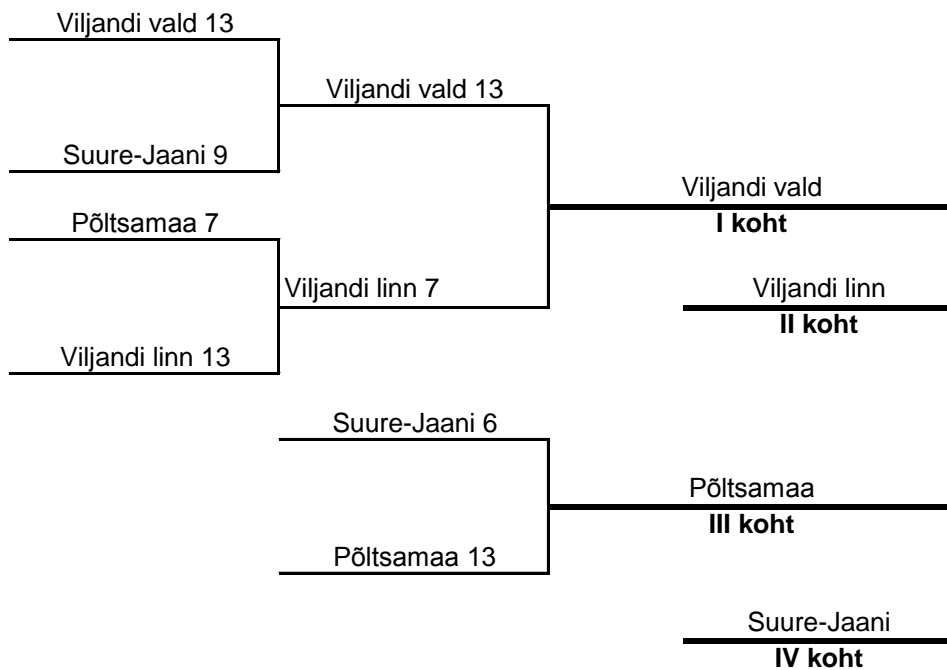 Viljandi vald 13
Viljandi vald 13
Suure-Jaani 9
Viljandi vald
I koht
Põltsamaa 7
Viljandi linn 7
Viljandi linn
II koht
Viljandi linn 13
Suure-Jaani 6
Põltsamaa
III koht
Põltsamaa 13
Suure-Jaani
IV koht